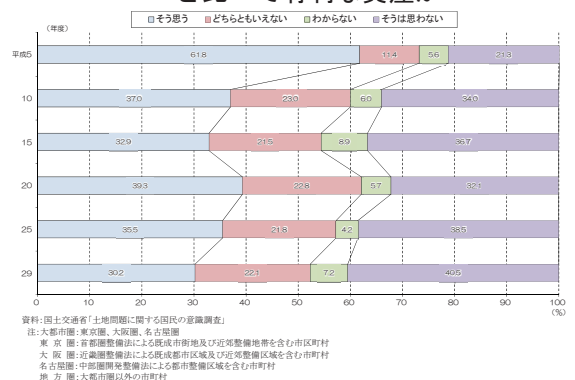 そう思う どちらともいえない わからない そうは思わない
(年度)
平成5 61.8 11.4 5.6 21.3
10 37.0 23.0 6.0 34.0
15 32.9 21.5 8.9 36.7
20 39.3 22.8 5.7 32.1
25 35.5 21.8 4.2 38.5
29 30.2 22.1 7.2 40.5
0 10 20 30 40 50 60 70 80 90 100
(%)
資料:国土交通省「土地問題に関する国民の意識調査」
注:大都市圏:東京圏、大阪圏、名古屋圏
東 京 圏:首都圏整備法による既成市街地及び近郊整備地帯を含む市区町村
大 阪 圏:近畿圏整備法による既成都市区域及び近郊整備区域を含む市町村
名古屋圏:中部圏開発整備法による都市整備区域を含む市町村
地 方 圏:大都市圏以外の市町村